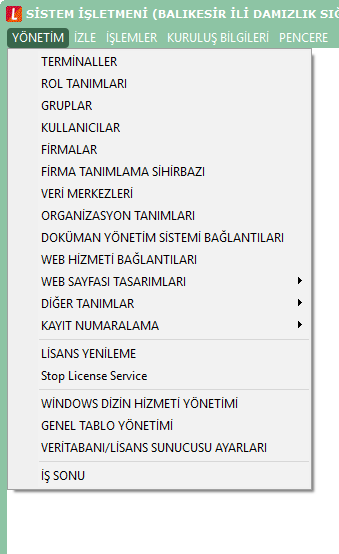 SİSTEM İŞLETMENİ (BALIKESİR İLİ DAMIZLIK
YÖNETİM İZLE İŞLEMLER KURULUŞ BİLGİLERİ PENCERE
TERMİNALLER
ROL TANIMLARI
GRUPLAR
KULLANICILAR
FİRMALAR
FİRMA TANIMLAMA SİHİRBAZI
VERİ MERKEZLERİ
ORGANİZASYON TANIMLARI
DOKÜMAN YÖNETİM SİSTEMİ BAĞLANTILARI
WEB HİZMETİ BAĞLANTILARI
WEB SAYFASI TASARIMLARI
DİĞER TANIMLAR
KAYIT NUMARALAMA
LİSANS YENİLEME
Stop License Service
WİNDOWS DİZİN HİZMETİ YÖNETİMİ
GENEL TABLO YÖNETİMİ
VERİTABANI/LİSANS SUNUCUSU AYARLARI
İŞ SONU